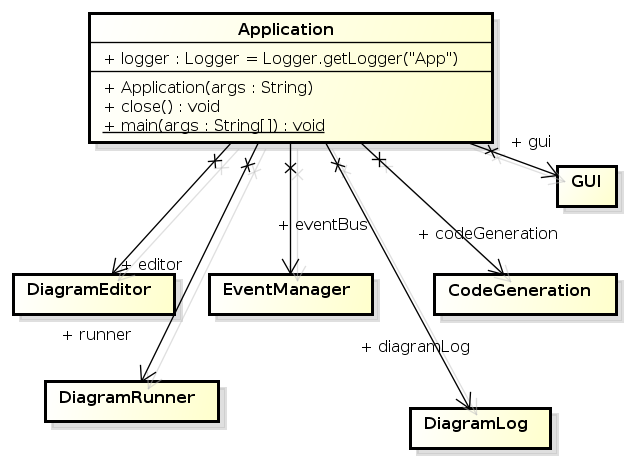 Application
+ logger : Logger = Logger.getLogger("App")
+ Application(args : String)
+ close() : void
+ main(args : String[]) : void
+ gui
GUI
+ eventBus
+ codeGeneration
+ editor
DiagramEditor
EventManager
CodeGeneration
+ runner
+ diagramLog
DiagramRunner
DiagramLog